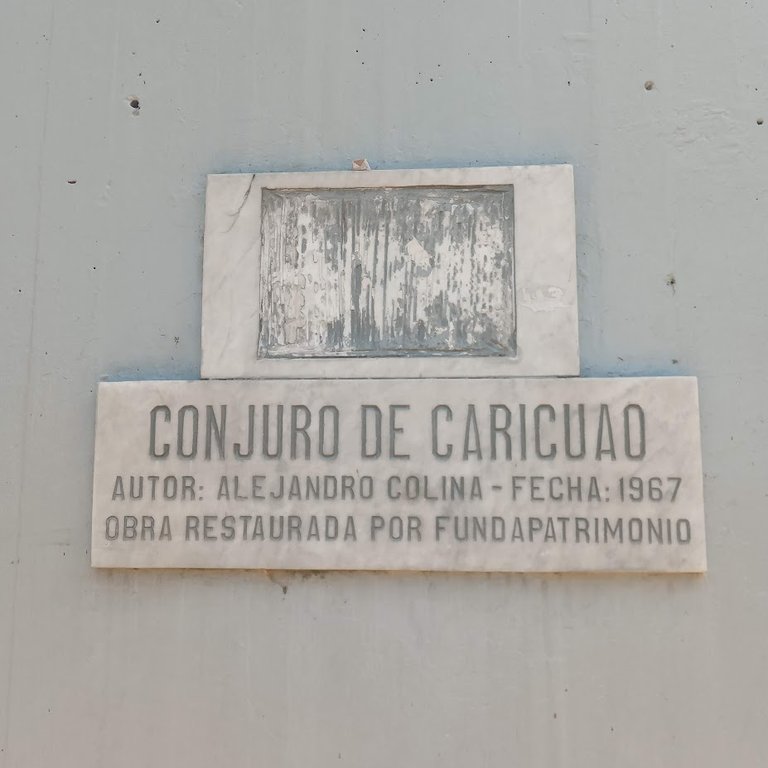 CONJURO DE CARICUAO
AUTOR: ALEJANDRO COLINA - FECHA: 1967
OBRA RESTAURADA POR FUNDAPATRIMONIO